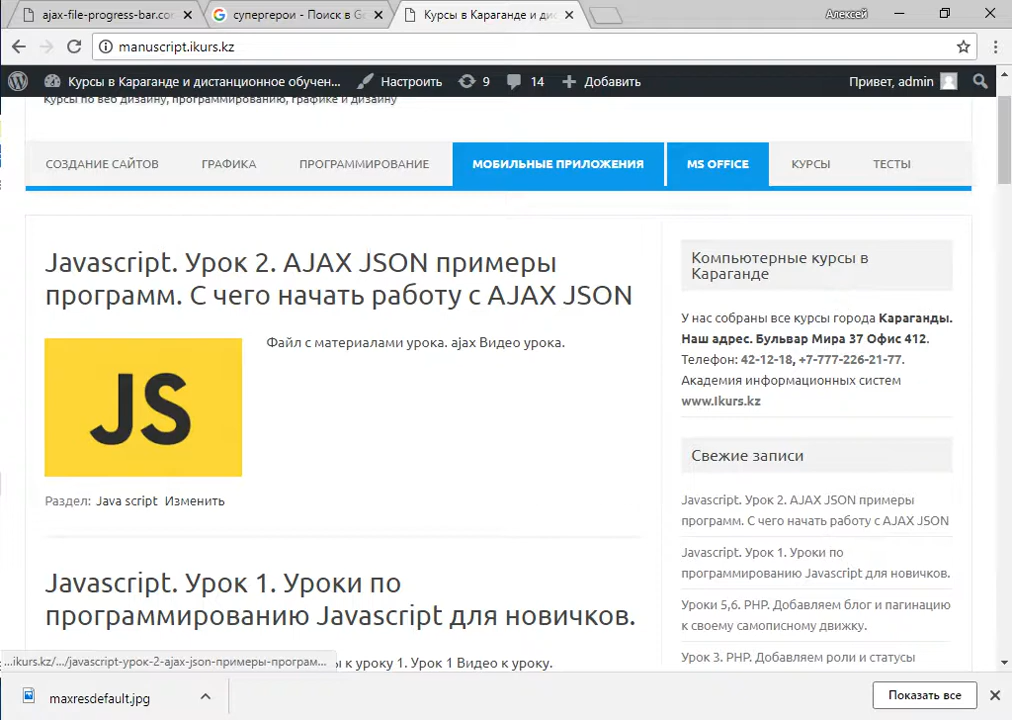 ajax-file-progress-bar.co
супергерои - Поиск в G
Курсы в Караганде и ди
Алексей
manuscript.ikurs.kz
Курсы в Караганде и дистанционное обучен...
Настроить
9
14
Добавить
Привет, admin
Курсы по веб дизайну, программированию, графике и дизайну
СОЗДАНИЕ САЙТОВ
ГРАФИКА
ПРОГРАММИРОВАНИЕ
МОБИЛЬНЫЕ ПРИЛОЖЕНИЯ
MS OFFICE
КУРСЫ
ТЕСТЫ
Javascript. Урок 2. AJAX JSON примеры
программ. С чего начать работу с AJAX JSON
JS
Файл с материалами урока. ajax Видео урока.
Раздел: Java script Изменить
Javascript. Урок 1. Уроки по
программированию Javascript для новичков.
ы к уроку 1. Урок 1 Видео к уроку.
Компьютерные курсы в
Караганде
У нас собраны все курсы города Караганды.
Наш адрес. Бульвар Мира 37 Офис 412.
Телефон: 42-12-18, +7-777-226-21-77.
Академия информационных систем
www.Ikurs.kz
Свежие записи
Javascript. Урок 2. AJAX JSON примеры
программ. С чего начать работу с AJAX JSON
Javascript. Урок 1. Уроки по
программированию Javascript для новичков.
Уроки 5,6. PHP. Добавляем блог и пагинацию
к своему самописному движку.
Урок 3. PHP. Добавляем роли и статусы
...ikurs.kz/.../javascript-урок-2-ajax-json-примеры-програм...
maxresdefault.jpg
Показать все